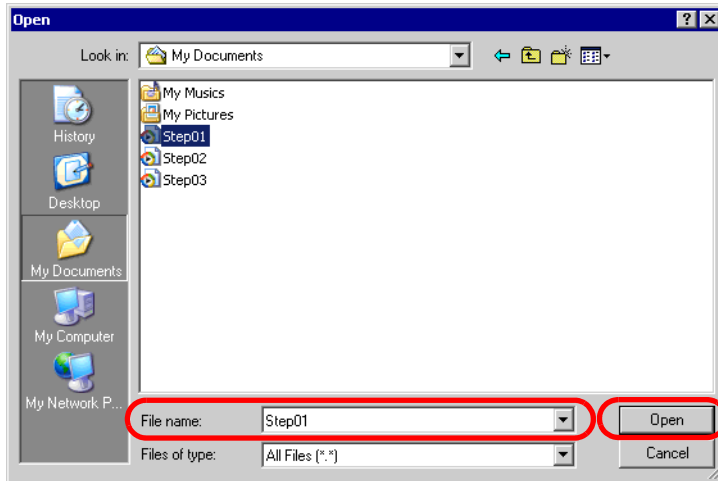 Open
Look in: My Documents
My Musics
My Pictures
Step01
Step02
Step03
History
Desktop
My Documents
My Computer
My Network P...
File name: Step01 Open
Files of type: All Files (*.*) Cancel